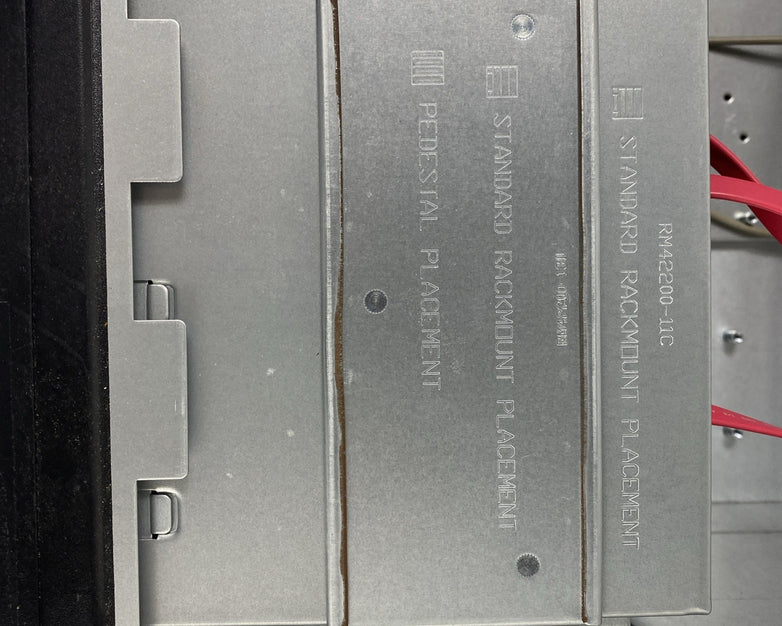 RM42200-11C
STANDARD RACKMOUNT PLACEMENT
STANDARD RACKMOUNT PLACEMENT
PEDESTAL PLACEMENT